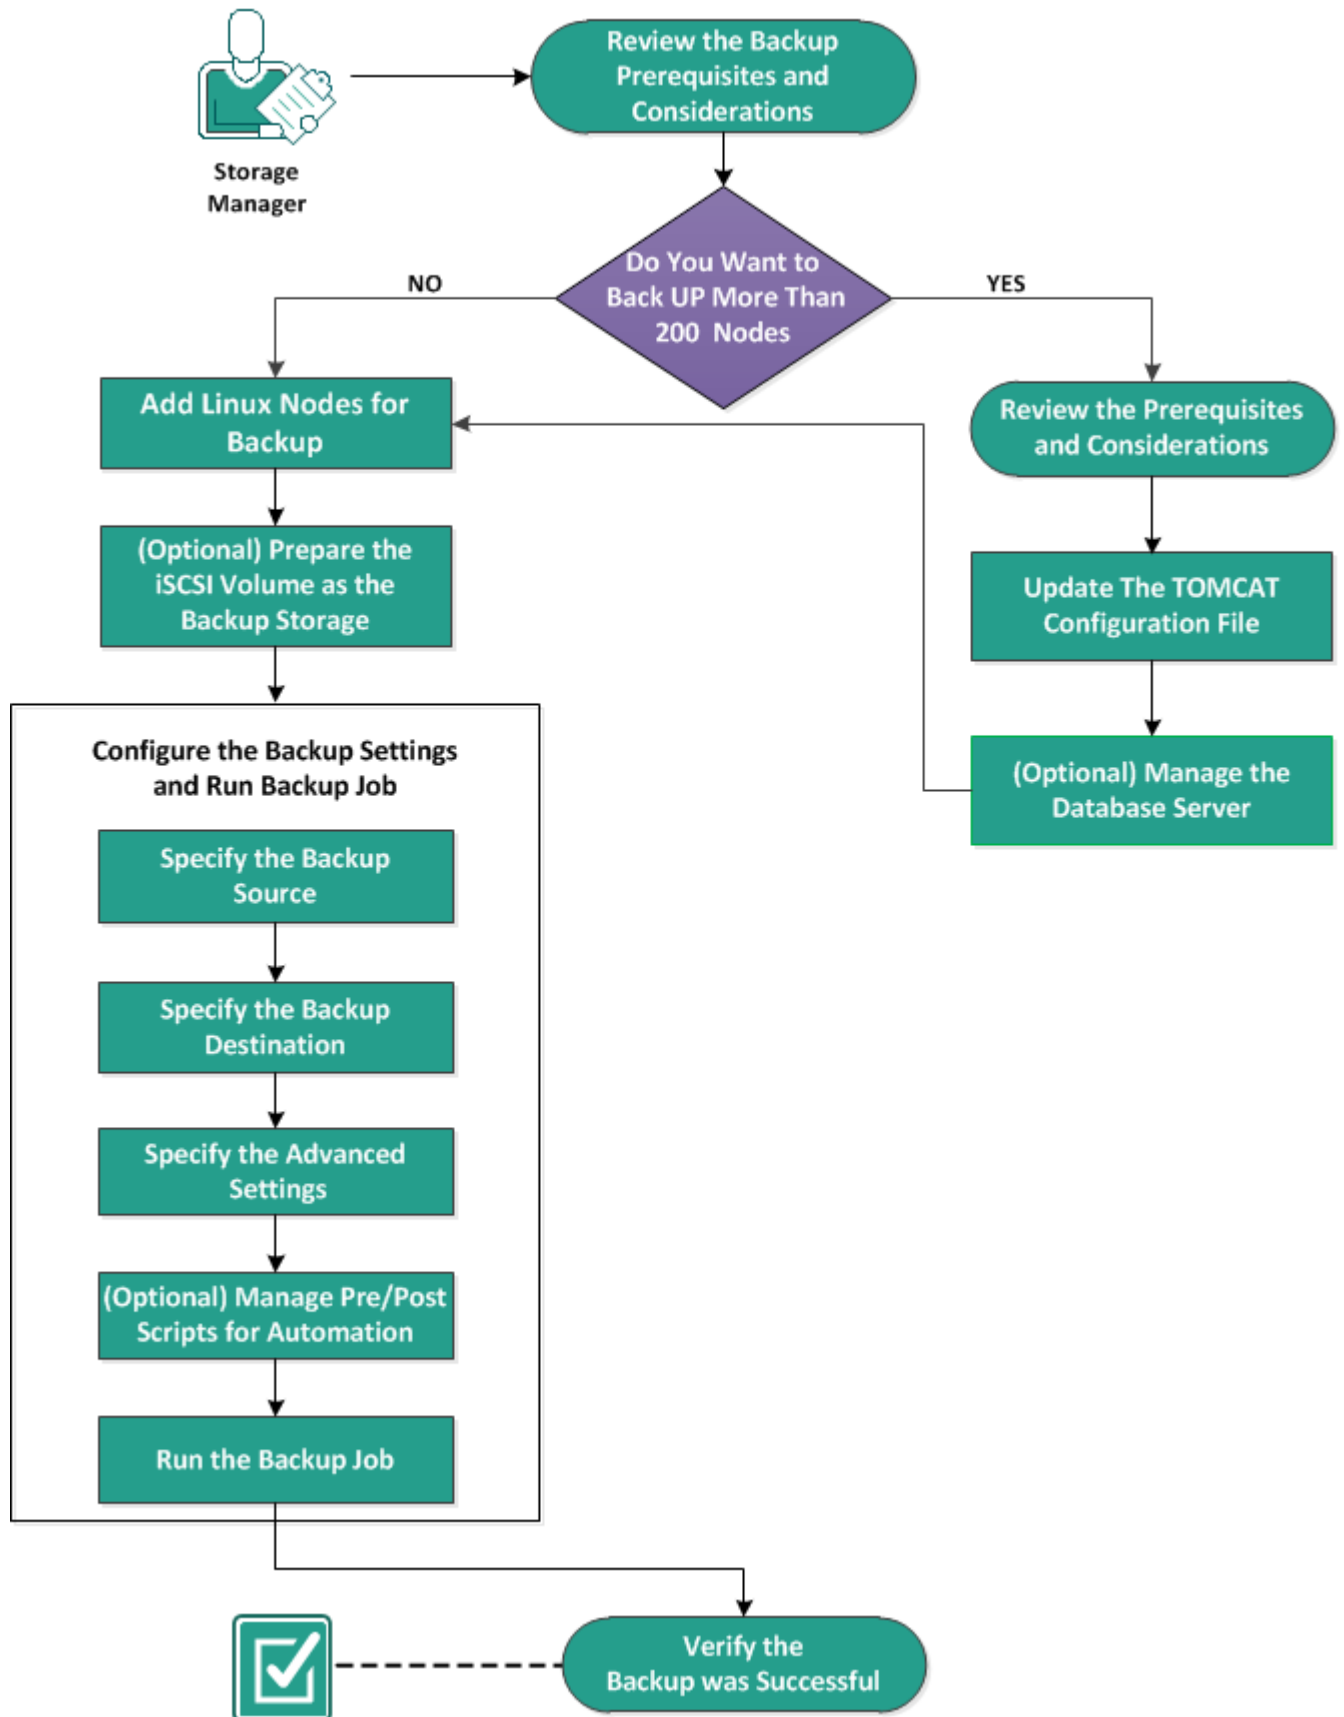 Review the Backup
Prerequisites and
Considerations
Storage
Manager
Do You Want to
Back UP More Than
200 Nodes
NO
YES
Add Linux Nodes for
Backup
Review the Prerequisites
and Considerations
(Optional) Prepare the
iSCSI Volume as the
Backup Storage
Update The TOMCAT
Configuration File
(Optional) Manage the
Database Server
Configure the Backup Settings
and Run Backup Job
Specify the Backup
Source
Specify the Backup
Destination
Specify the Advanced
Settings
(Optional) Manage Pre/Post
Scripts for Automation
Run the Backup Job
Verify the
Backup was Successful